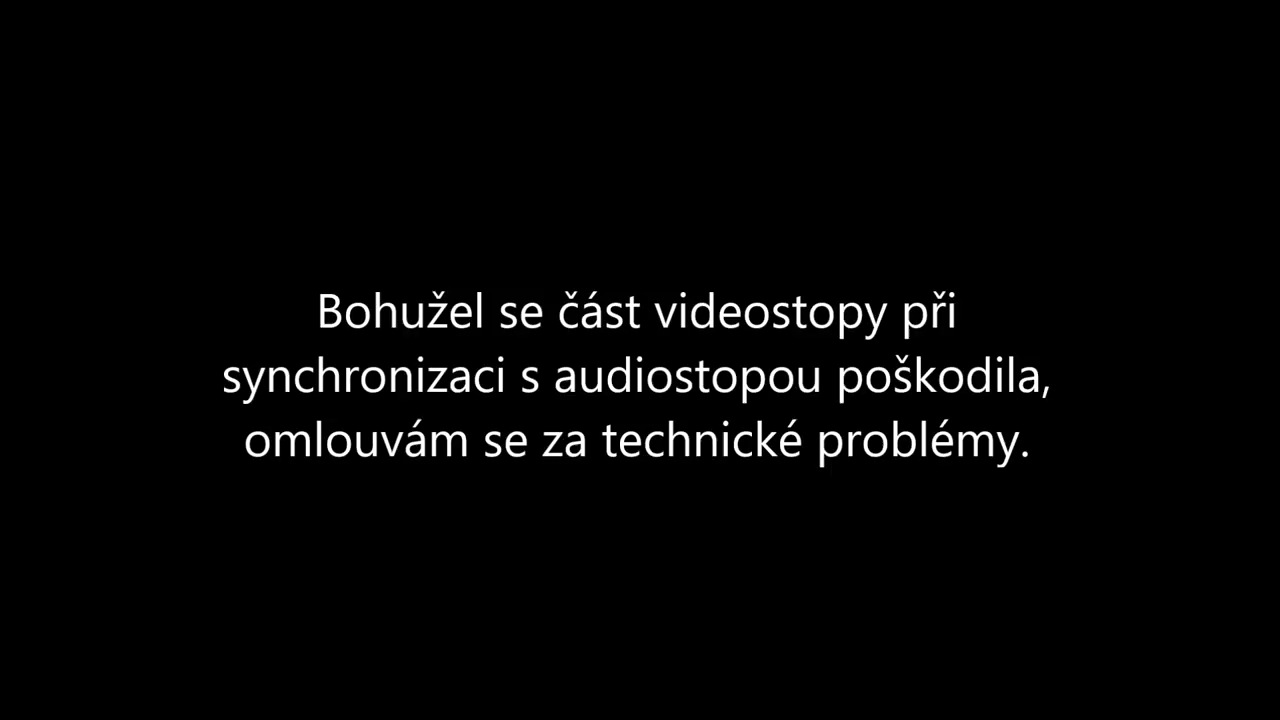 Bohužel se část videostopy při
synchronizaci s audiostopou poškodila,
omlouvám se za technické problémy.